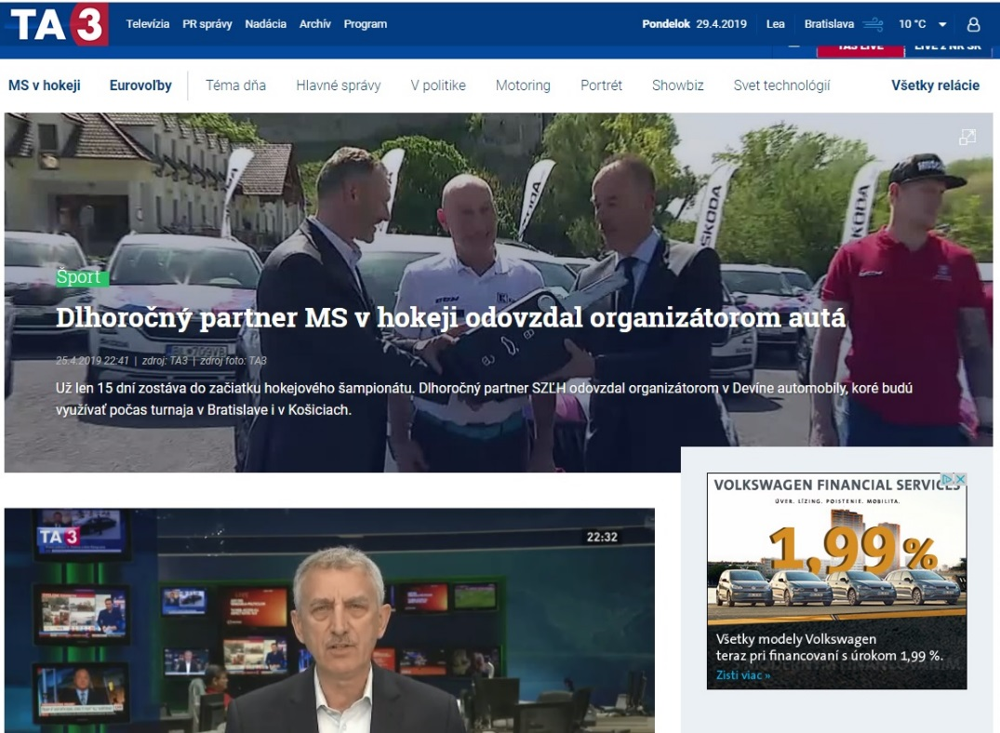 TA3
Televízia PR správy Nadácia Archív Program
Pondelok 29.4.2019 Lea Bratislava 10 °C
TA3 LIVE LIVE 2 NR SR
MS v hokeji Eurovoľby Téma dňa Hlavné správy V politike Motoring Portrét Showbiz Svet technológií Všetky relácie
ŠKODA
ŠKODA
ŠKODA
Šport
Dlhoročný partner MS v hokeji odovzdal organizátorom autá
25.4.2019 22:41 | zdroj: TA3 | zdroj foto: TA3
Už len 15 dní zostáva do začiatku hokejového šampionátu. Dlhoročný partner SZĽH odovzdal organizátorom v Devíne automobily, koré budú
využívať počas turnaja v Bratislave i v Košiciach.
TA3
22:32
VOLKSWAGEN FINANCIAL SERVICES
ÚVER. LÍZING. POISTENIE. MOBILITA.
1,99 %
Všetky modely Volkswagen
teraz pri financovaní s úrokom 1,99 %.
Zisti viac »